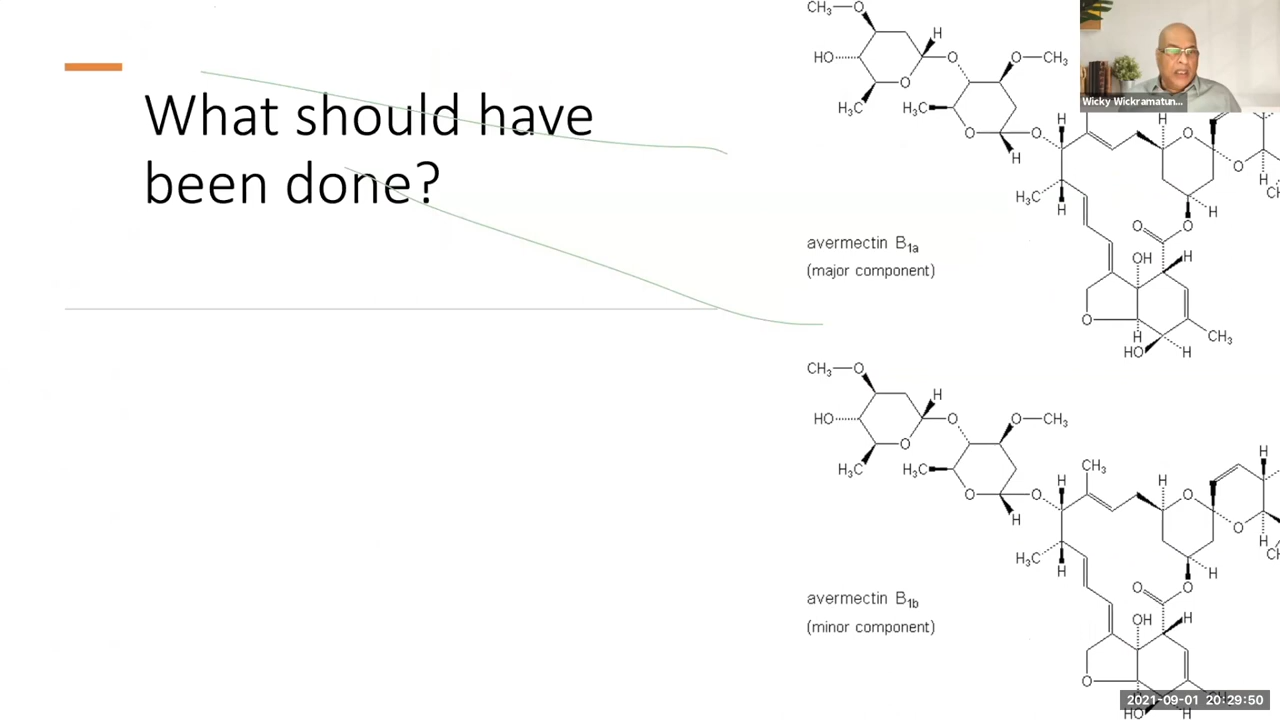 What should have
been done?
CH₃ O
HO
H
O
O
CH₃
O
H₃C
H₃C
O
O
H
H
H₃C
H
H
O
O
H
H
O
O
OH
H
O
H
CH₃
HO
H
avermectin B1a
(major component)
Wicky Wickramatun...
CH₃ O
HO
H
O
O
CH₃
O
H₃C
H₃C
O
O
H
H
CH₃
H
O
O
H
H
H₃C
H
H
O
O
OH
H
O
HO
H
avermectin B1b
(minor component)
2021-09-01 20:29:50